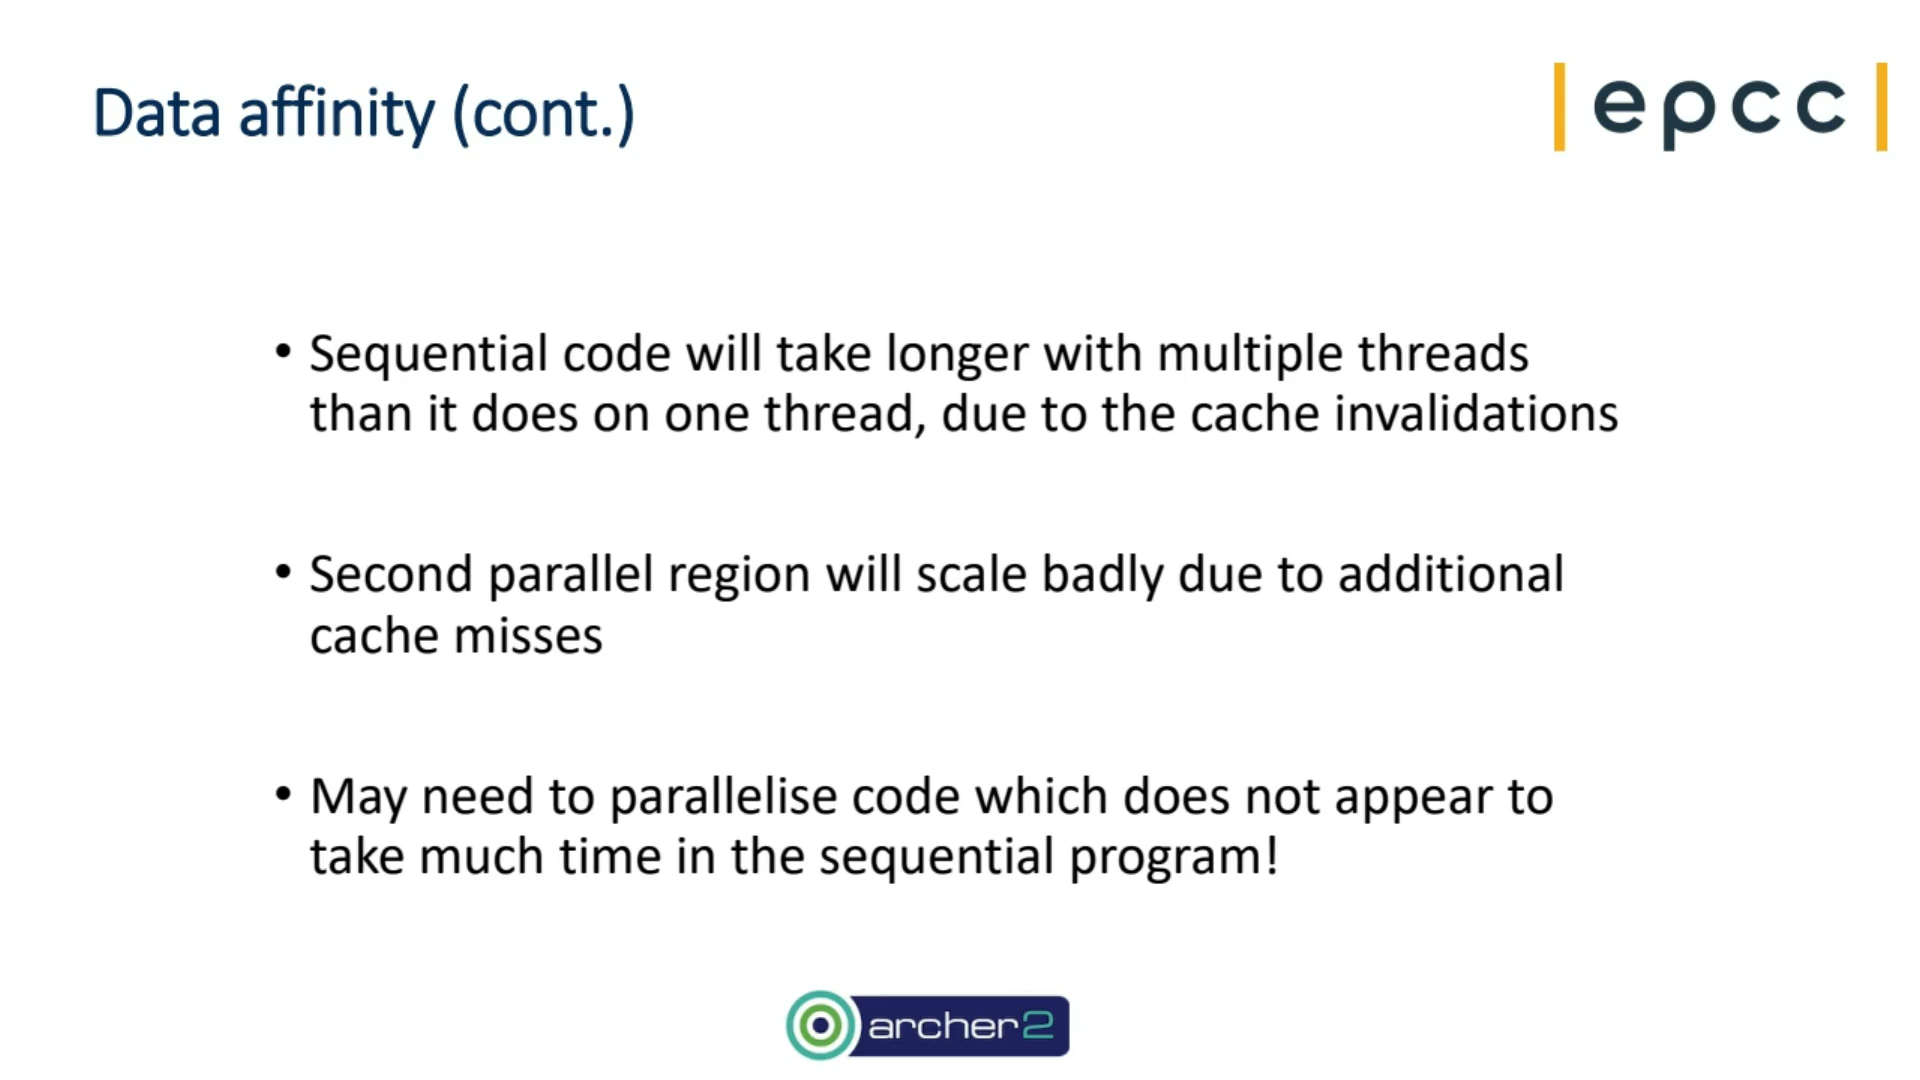 Data affinity (cont.)
|epcc|
• Sequential code will take longer with multiple threads
than it does on one thread, due to the cache invalidations
• Second parallel region will scale badly due to additional
cache misses
• May need to parallelise code which does not appear to
take much time in the sequential program!
archer2